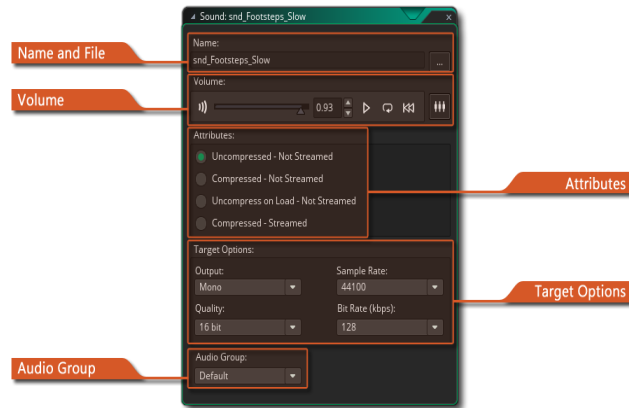 Sound: snd_Footsteps_Slow
x
Name and File
Name:
snd_Footsteps_Slow
...
Volume
Volume:
0.93
Attributes:
Uncompressed - Not Streamed
Compressed - Not Streamed
Uncompress on Load - Not Streamed
Compressed - Streamed
Attributes
Target Options:
Output:
Sample Rate:
Mono
44100
Quality:
Bit Rate (kbps):
16 bit
128
Target Options
Audio Group:
Default
Audio Group